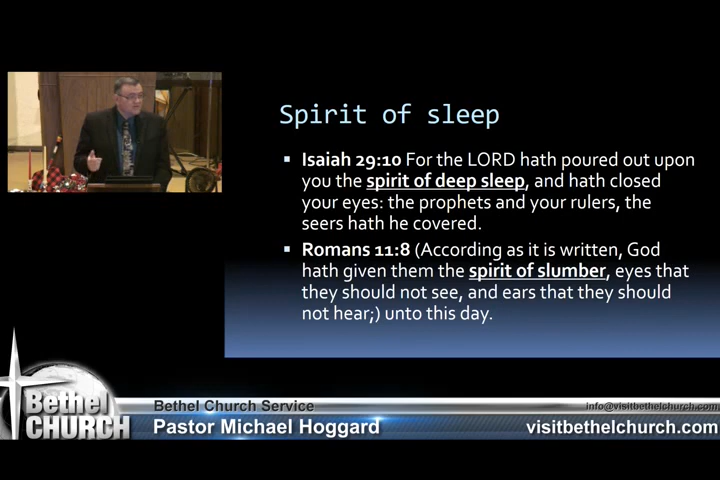 Spirit of sleep
▪ Isaiah 29:10 For the LORD hath poured out upon
you the spirit of deep sleep, and hath closed
your eyes: the prophets and your rulers, the
seers hath he covered.
▪ Romans 11:8 (According as it is written, God
hath given them the spirit of slumber, eyes that
they should not see, and ears that they should
not hear;) unto this day.
Bethel
CHURCH
Bethel Church Service
info@visitbethelchurch.com
Pastor Michael Hoggard
visitbethelchurch.com